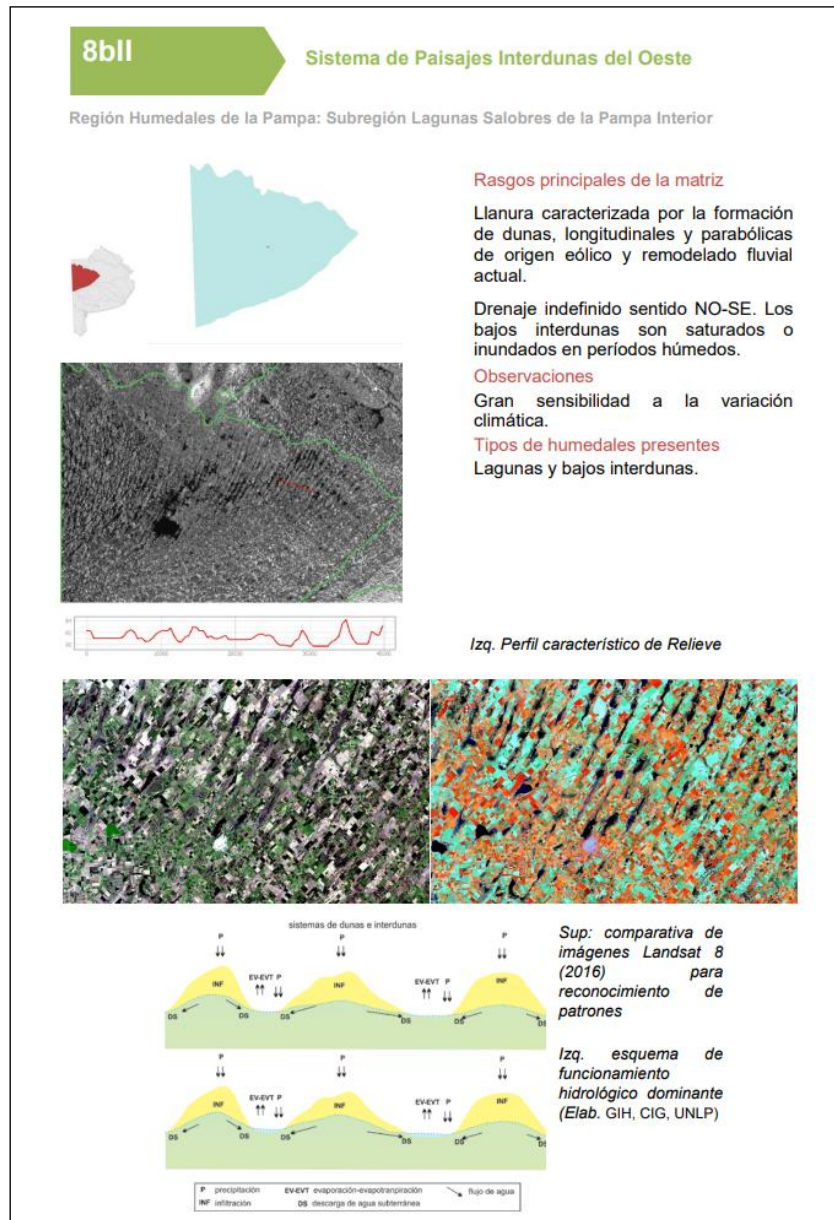 8bII
Sistema de Paisajes Interdunas del Oeste
Región Humedales de la Pampa: Subregión Lagunas Salobres de la Pampa Interior
Rasgos principales de la matriz
Llanura caracterizada por la formación
de dunas, longitudinales y parabólicas
de origen eólico y remodelado fluvial
actual.
Drenaje indefinido sentido NO-SE. Los
bajos interdunas son saturados o
inundados en períodos húmedos.
Observaciones
Gran sensibilidad a la variación
climática.
Tipos de humedales presentes
Lagunas y bajos interdunas.
0 10000 20000 30000 40000
Izq. Perfil característico de Relieve
sistemas de dunas e interdunas
P P P
INF EV-EVT P INF EV-EVT P INF
DS DS DS DS DS DS
P P P
INF EV-EVT P INF EV-EVT P INF
DS DS DS DS DS DS
P precipitación EV-EVT evaporación-evapotranpiración flujo de agua
INF infiltración DS descarga de agua subterránea
Sup: comparativa de
imágenes Landsat 8
(2016) para
reconocimiento de
patrones
Izq. esquema de
funcionamiento
hidrológico dominante
(Elab. GIH, CIG, UNLP)